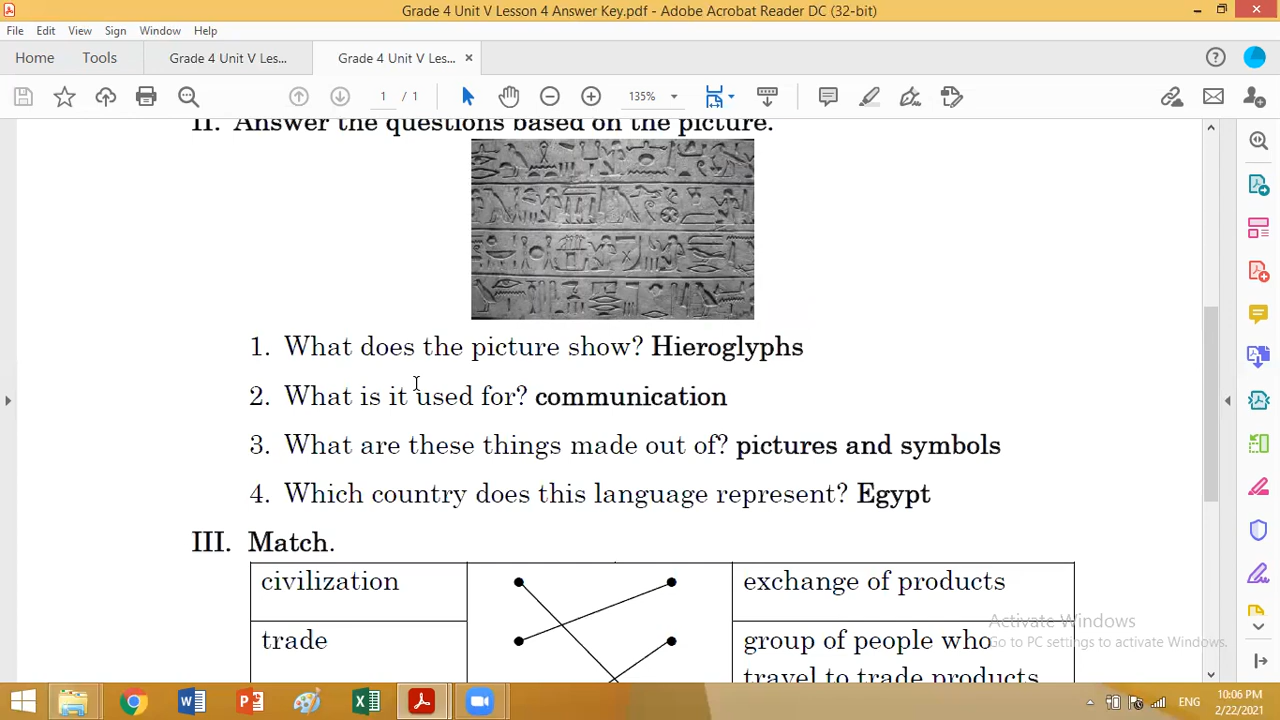 Grade 4 Unit V Lesson 4 Answer Key.pdf - Adobe Acrobat Reader DC (32-bit)
File Edit View Sign Window Help
Home Tools Grade 4 Unit V Les... Grade 4 Unit V Les... ×
1 / 1 135%
II. Answer the questions based on the picture.
1. What does the picture show? Hieroglyphs
2. What is it used for? communication
3. What are these things made out of? pictures and symbols
4. Which country does this language represent? Egypt
III. Match.
civilization exchange of products
trade group of people who
travel to trade products
Activate Windows
Go to PC settings to activate Windows.
ENG
10:06 PM
2/22/2021